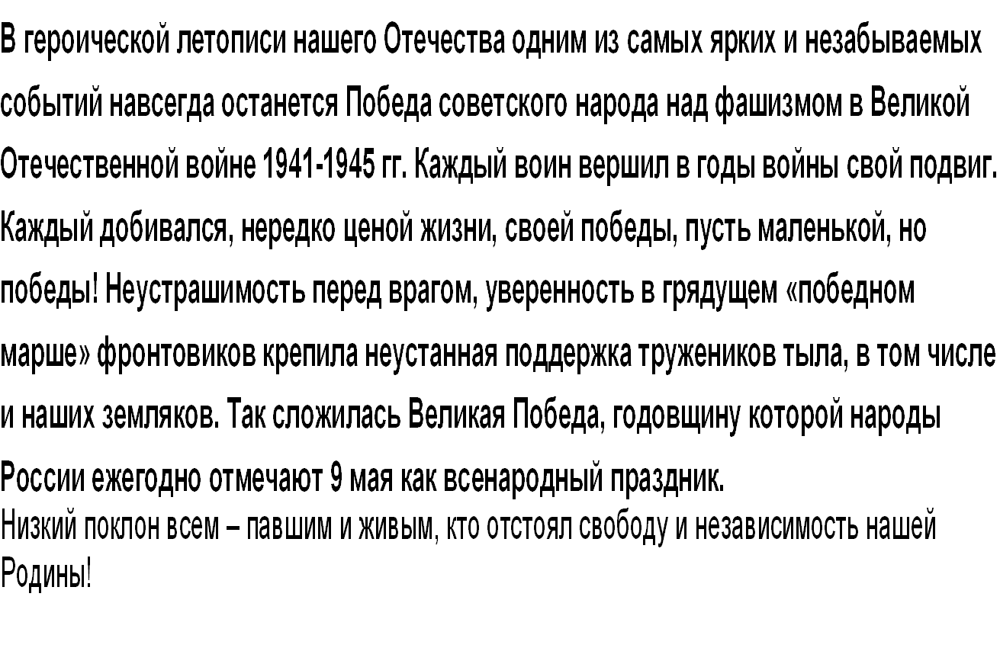 В героической летописи нашего Отечества одним из самых ярких и незабываемых
событий навсегда останется Победа советского народа над фашизмом в Великой
Отечественной войне 1941-1945 гг. Каждый воин вершил в годы войны свой подвиг.
Каждый добивался, нередко ценой жизни, своей победы, пусть маленькой, но
победы! Неустрашимость перед врагом, уверенность в грядущем «победном
марше» фронтовиков крепила неустанная поддержка тружеников тыла, в том числе
и наших земляков. Так сложилась Великая Победа, годовщину которой народы
России ежегодно отмечают 9 мая как всенародный праздник.
Низкий поклон всем – павшим и живым, кто отстоял свободу и независимость нашей
Родины!